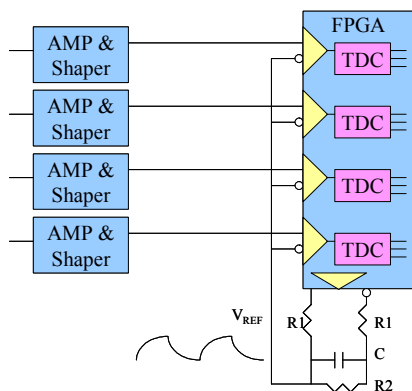 FPGA
AMP &
Shaper
TDC
AMP &
Shaper
TDC
AMP &
Shaper
TDC
AMP &
Shaper
TDC
VREF
R1
R1
C
R2